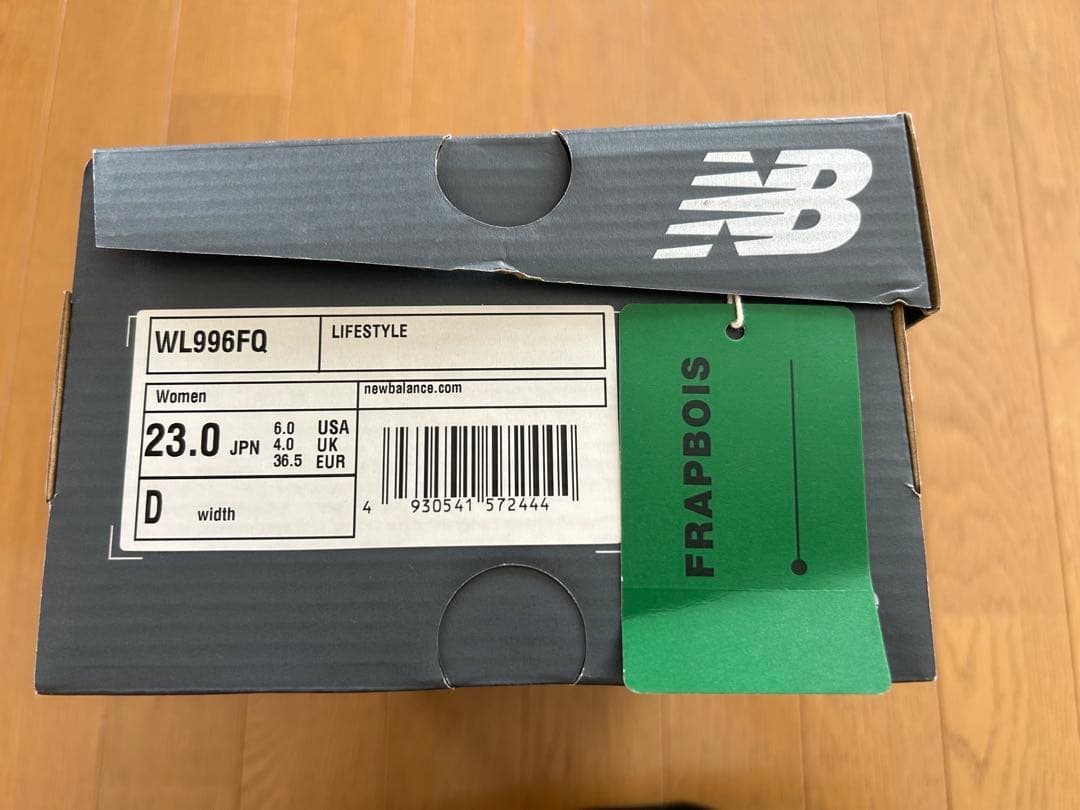 NB
WL996FQ
LIFESTYLE
Women
newbalance.com
23.0 JPN
6.0 USA
4.0 UK
36.5 EUR
D width
4 930541 572444
FRAPBOIS